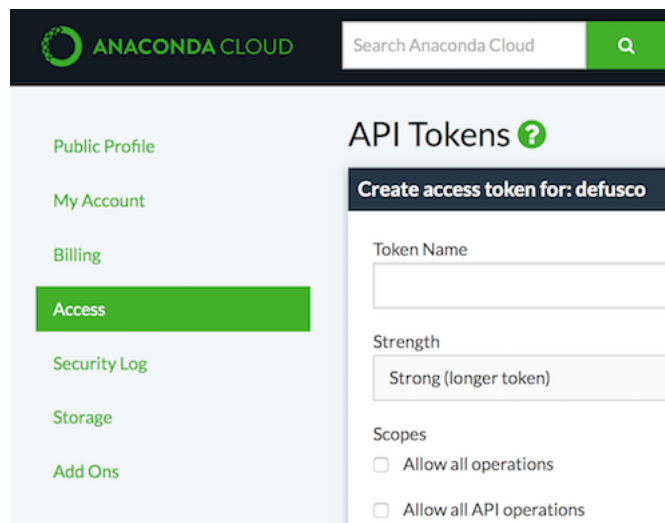 ANACONDA CLOUD
Search Anaconda Cloud
Public Profile
My Account
Billing
Access
Security Log
Storage
Add Ons
API Tokens ?
Create access token for: defusco
Token Name
Strength
Strong (longer token)
Scopes
Allow all operations
Allow all API operations